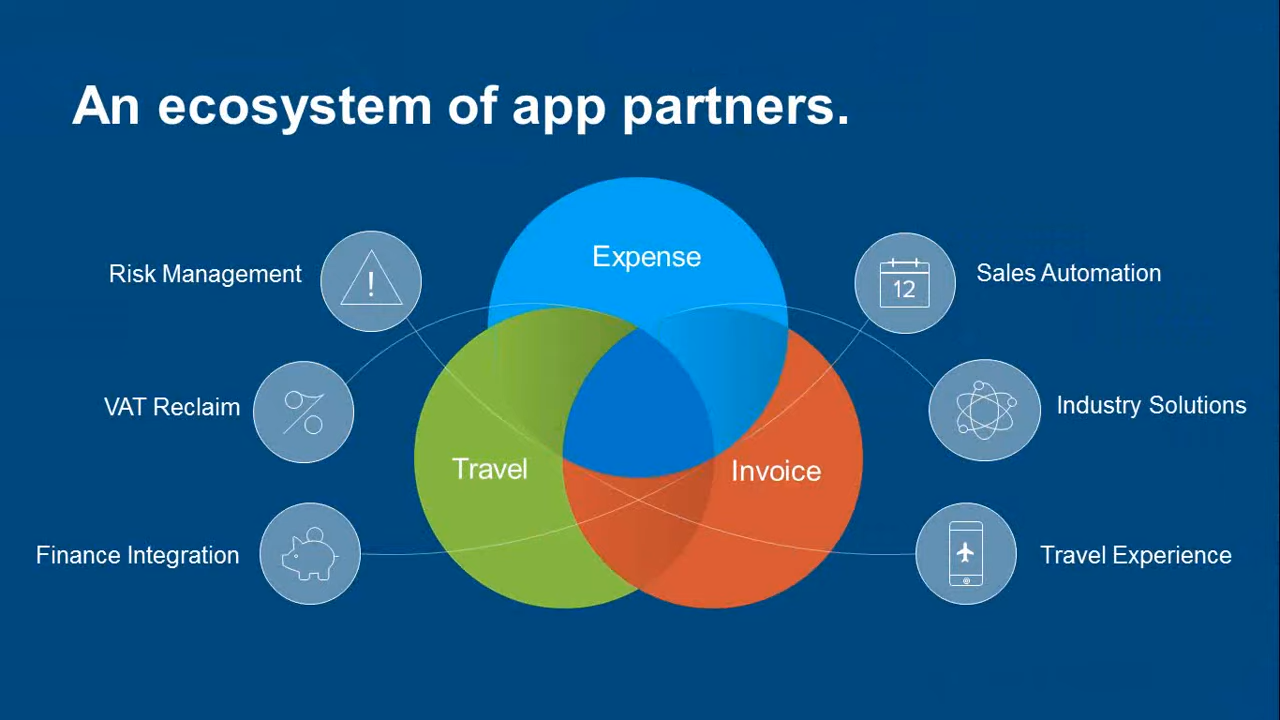 An ecosystem of app partners.
Expense
Risk Management
!
12
Sales Automation
VAT Reclaim
Industry Solutions
Travel
Invoice
Finance Integration
Travel Experience